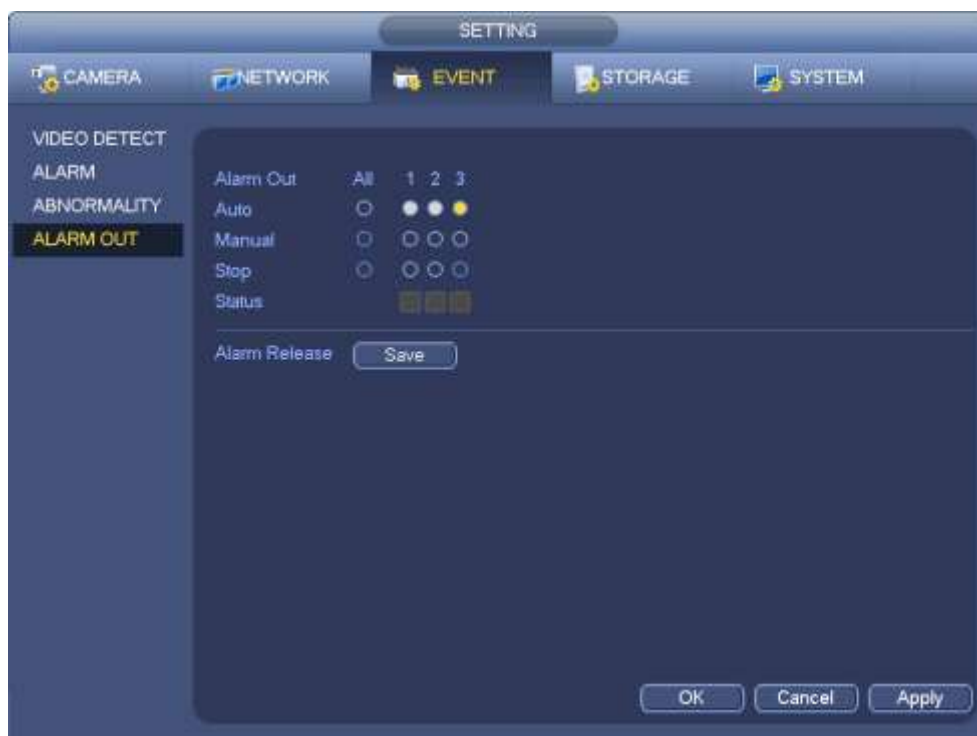 SETTING
CAMERA NETWORK EVENT STORAGE SYSTEM
VIDEO DETECT
ALARM
ABNORMALITY
ALARM OUT
Alarm Out All 1 2 3
Auto
Manual
Stop
Status
Alarm Release Save
OK Cancel Apply